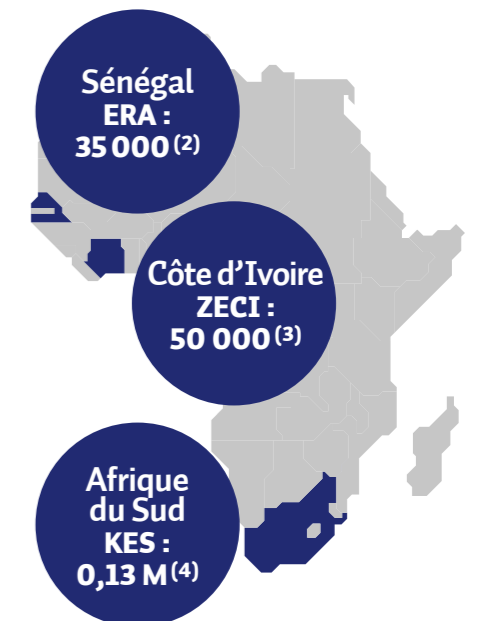 Sénégal
ERA :
35 000 (2)
Côte d’Ivoire
ZECI :
50 000 (3)
Afrique
du Sud
KES :
0,13 M (4)